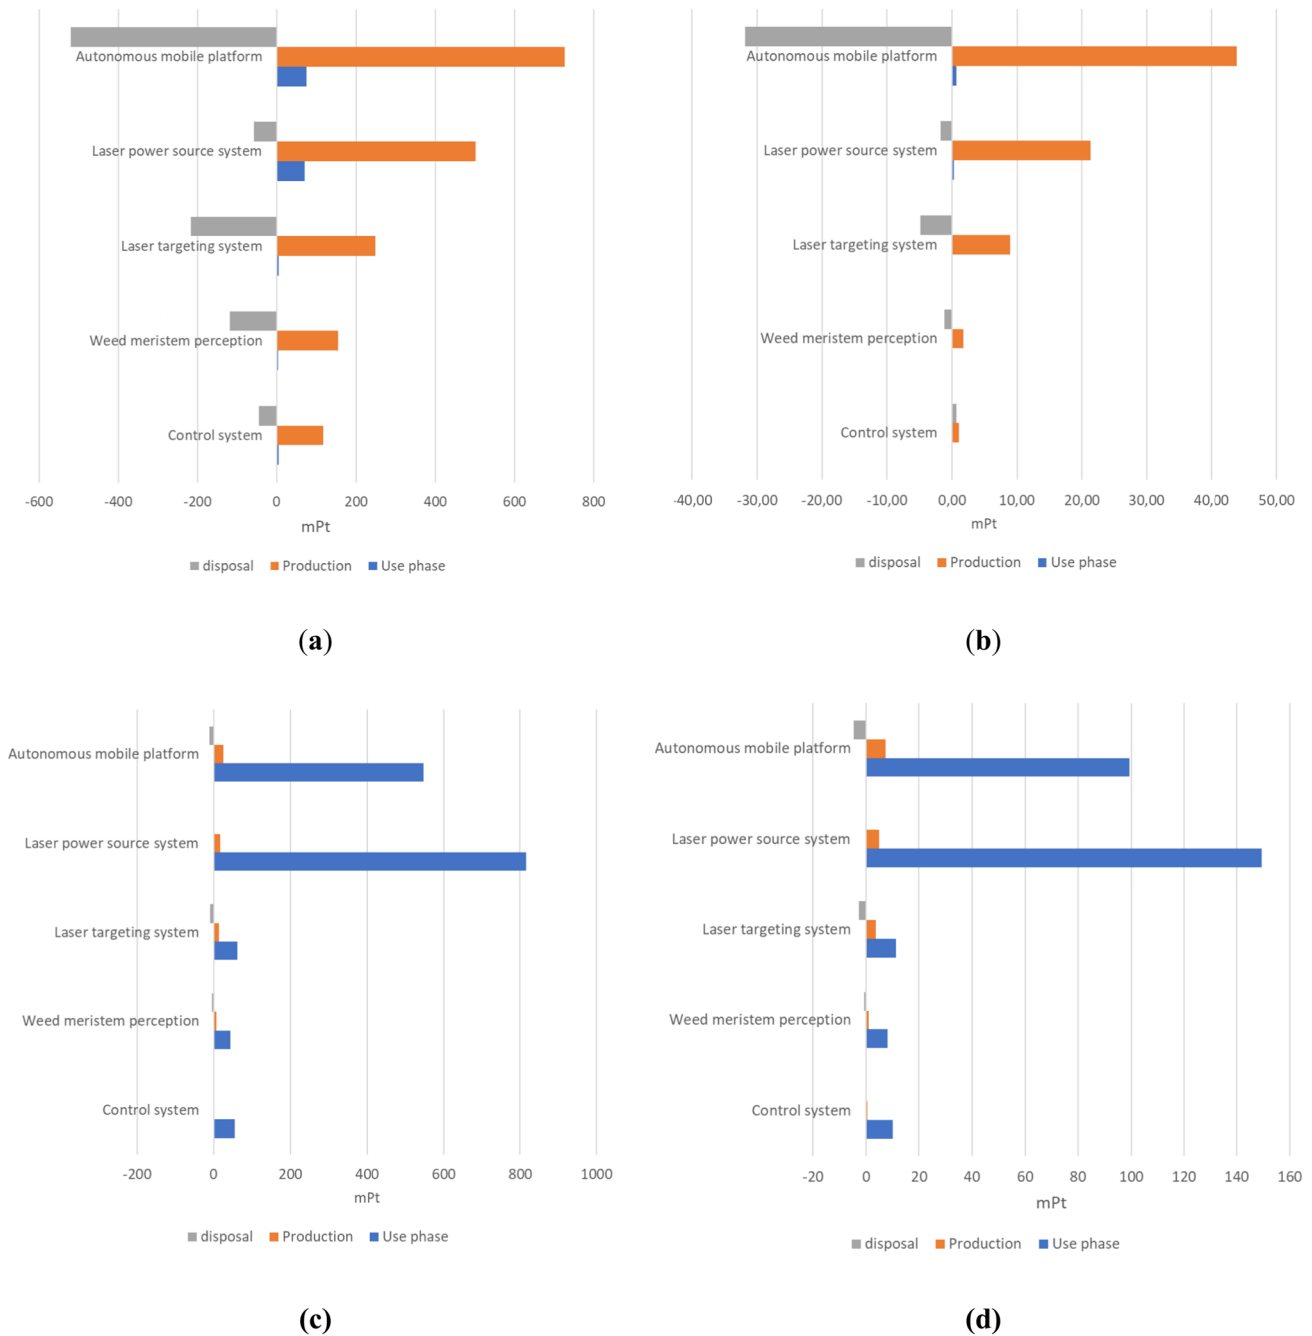 Autonomous mobile platform
Laser power source system
Laser targeting system
Weed meristem perception
Control system
-600 -400 -200 0 200 400 600 800
mPt
disposal Production Use phase
(a)
Autonomous mobile platform
Laser power source system
Laser targeting system
Weed meristem perception
Control system
-40,00 -30,00 -20,00 -10,00 0,00 10,00 20,00 30,00 40,00 50,00
mPt
disposal Production Use phase
(b)
Autonomous mobile platform
Laser power source system
Laser targeting system
Weed meristem perception
Control system
-200 0 200 400 600 800 1000
mPt
disposal Production Use phase
(c)
Autonomous mobile platform
Laser power source system
Laser targeting system
Weed meristem perception
Control system
-20 0 20 40 60 80 100 120 140 160
mPt
disposal Production Use phase
(d)